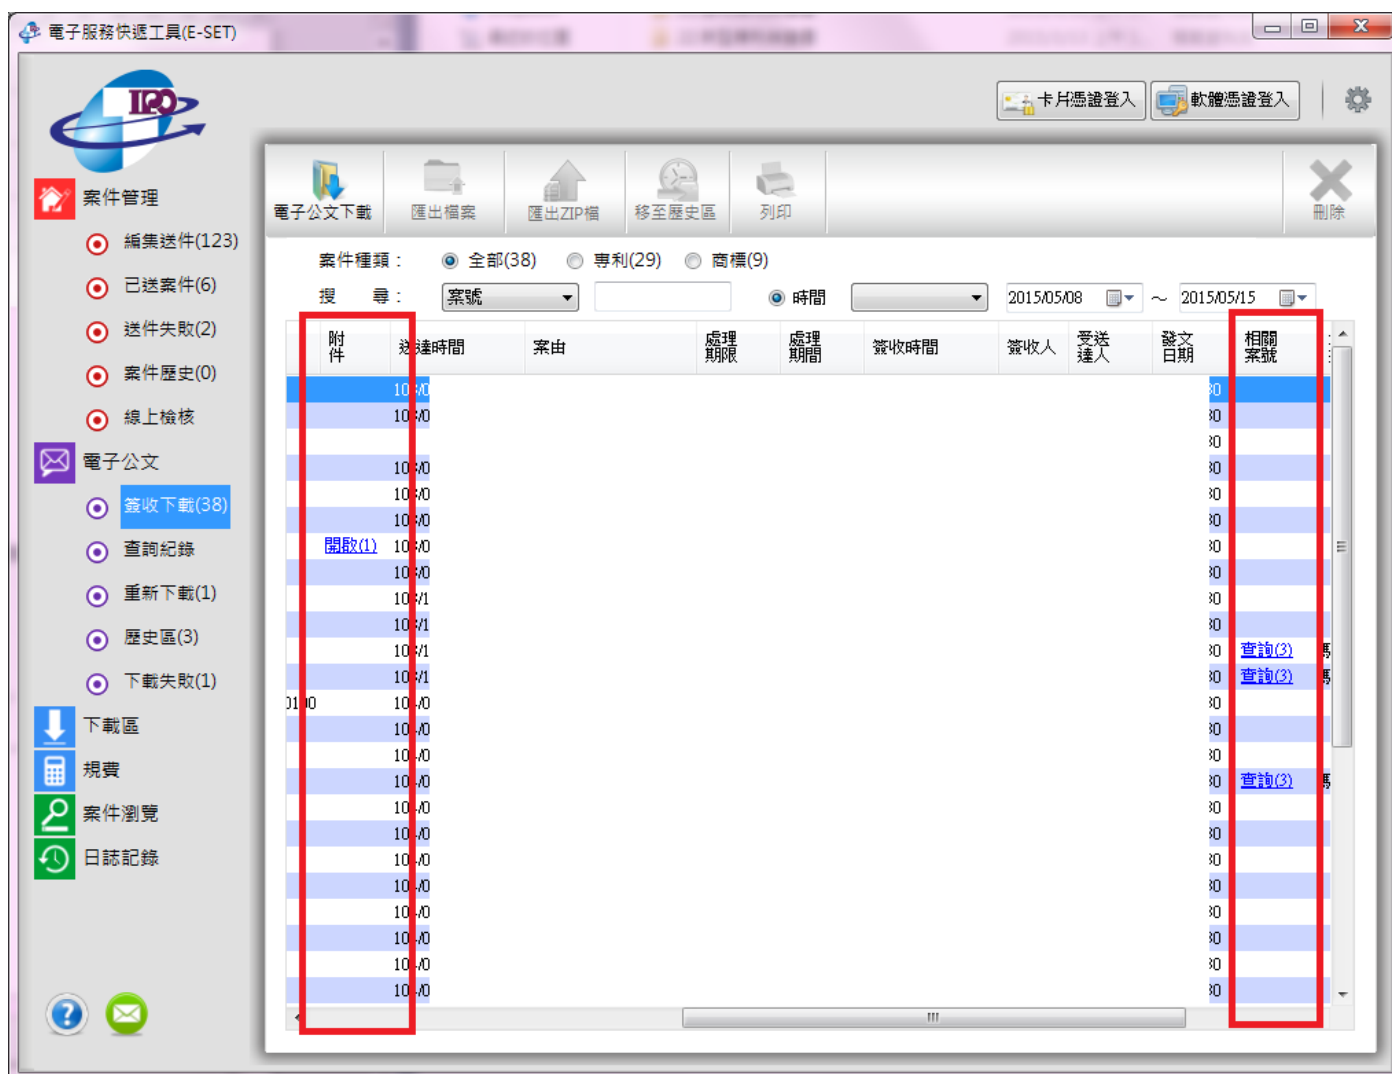 電子服務快遞工具(E-SET)
IPO
卡片憑證登入
軟體憑證登入
案件管理
編集送件(123)
已送案件(6)
送件失敗(2)
案件歷史(0)
線上檢核
電子公文
簽收下載(38)
查詢紀錄
重新下載(1)
歷史區(3)
下載失敗(1)
下載區
規費
案件瀏覽
日誌記錄
電子公文下載
匯出檔案
匯出ZIP檔
移至歷史區
列印
刪除
案件種類： 全部(38) 專利(29) 商標(9)
搜 尋： 案號 時間 2015/05/08 ～ 2015/05/15
附件 送達時間 案由 處理期限 處理期間 簽收時間 簽收人 受送達人 發文日期 相關案號
開啟(1)
查詢(3)
查詢(3)
查詢(3)